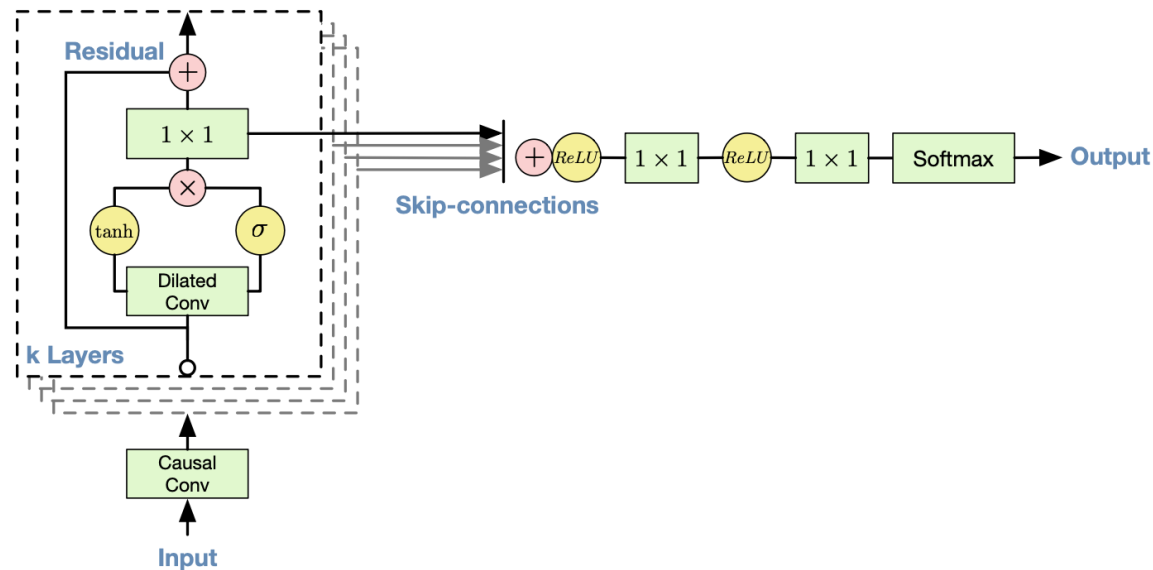 Residual
+
1 × 1
×
tanh
σ
Dilated
Conv
k Layers
Causal
Conv
Input
Skip-connections
+
ReLU
1 × 1
ReLU
1 × 1
Softmax
Output